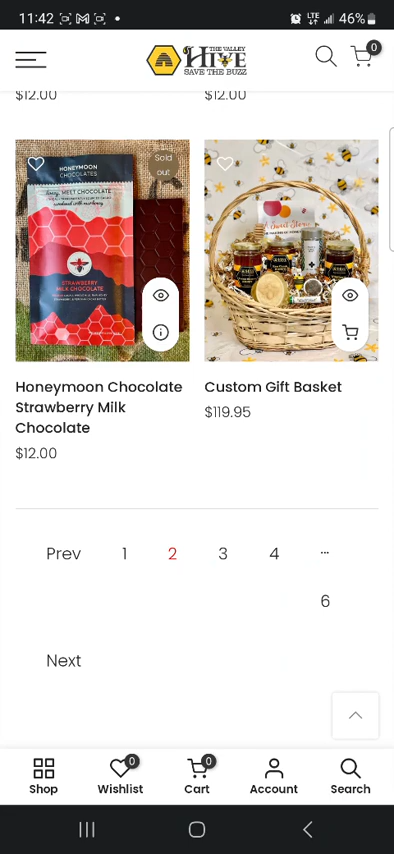 11:42
LTE
46%
THE VALLEY
HIVE
SAVE THE BUZZ
0
$12.00
$12.00
HONEYMOON
CHOCOLATES
Sold
out
STRAWBERRY
MILK CHOCOLATE
Honeymoon Chocolate
Strawberry Milk
Chocolate
$12.00
Custom Gift Basket
$119.95
Prev 1 2 3 4 ...
6
Next
0
0
Shop Wishlist Cart Account Search